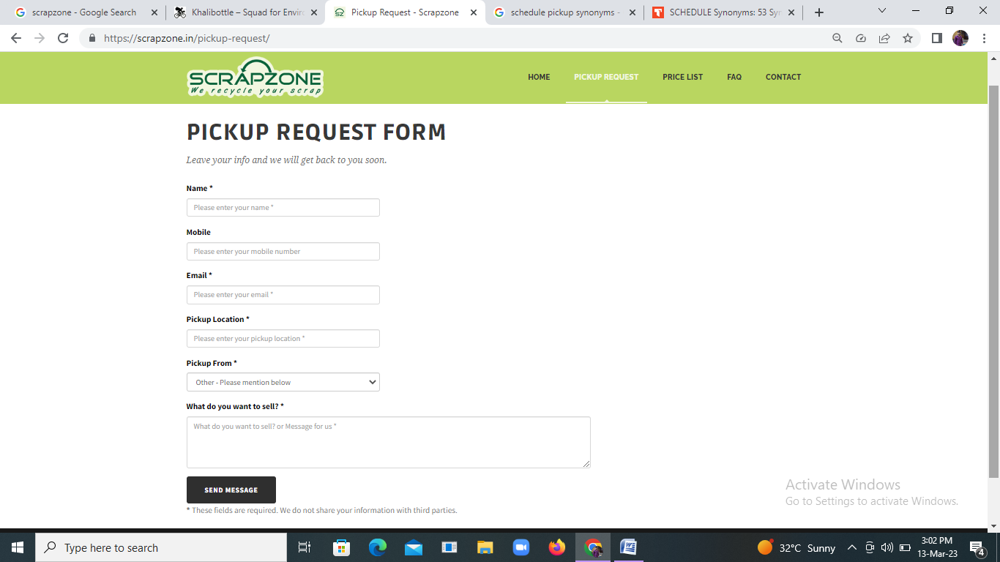 scrapzone - Google Search
Khalibottle – Squad for Enviro
Pickup Request - Scrapzone
schedule pickup synonyms -
SCHEDULE Synonyms: 53 Syn
https://scrapzone.in/pickup-request/
SCRAPZONE
We recycle your scrap
HOME PICKUP REQUEST PRICE LIST FAQ CONTACT
PICKUP REQUEST FORM
Leave your info and we will get back to you soon.
Name *
Please enter your name *
Mobile
Please enter your mobile number
Email *
Please enter your email *
Pickup Location *
Please enter your pickup location *
Pickup From *
Other - Please mention below
What do you want to sell? *
What do you want to sell? or Message for us *
SEND MESSAGE
* These fields are required. We do not share your information with third parties.
Activate Windows
Go to Settings to activate Windows.
Type here to search
32°C Sunny
3:02 PM
13-Mar-23
4